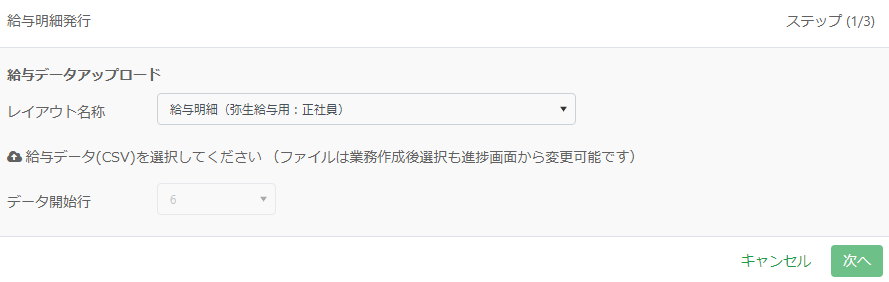 給与明細発行
ステップ (1/3)
給与データアップロード
レイアウト名称
給与明細（弥生給与用：正社員）
給与データ(CSV)を選択してください （ファイルは業務作成後選択も進捗画面から変更可能です）
データ開始行
6
キャンセル
次へ